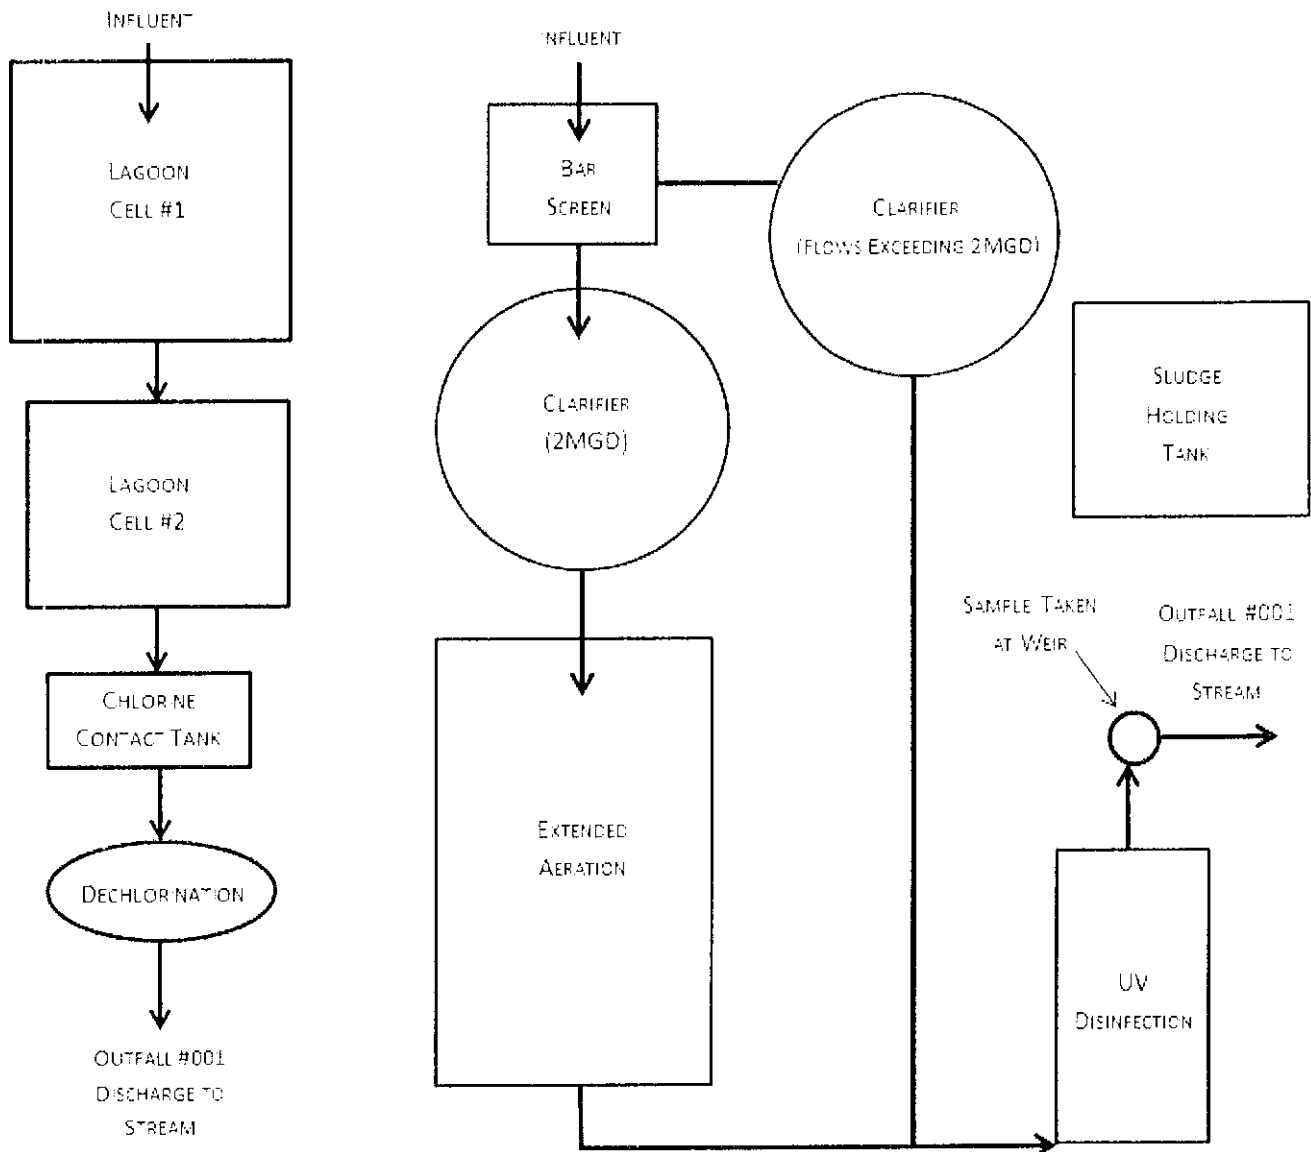 INFLUENT
LAGOON
CELL #1
LAGOON
CELL #2
CHLORINE
CONTACT TANK
DECHLORINATION
OUTFALL #001
DISCHARGE TO
STREAM
INFLUENT
BAR
SCREEN
CLARIFIER
(FLOWS EXCEEDING 2MGD)
CLARIFIER
(2MGD)
SLUDGE
HOLDING
TANK
EXTENDED
AERATION
SAMPLE TAKEN
AT WEIR
OUTFALL #001
DISCHARGE TO
STREAM
UV
DISINFECTION